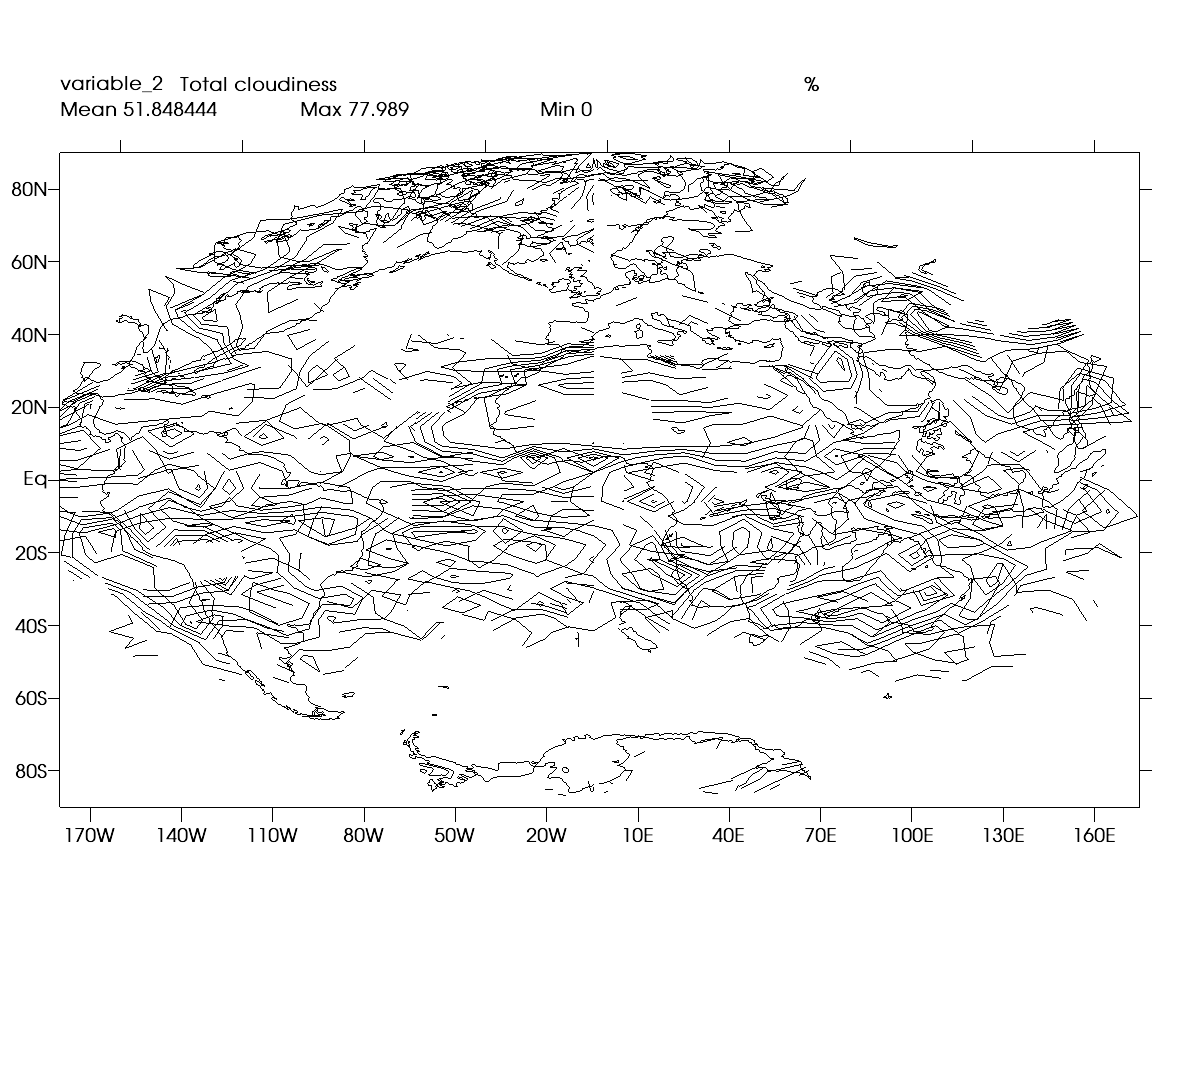 variable_2 Total cloudiness %
Mean 51.848444 Max 77.989 Min 0
80N
60N
40N
20N
Eq
20S
40S
60S
80S
170W 140W 110W 80W 50W 20W 10E 40E 70E 100E 130E 160E